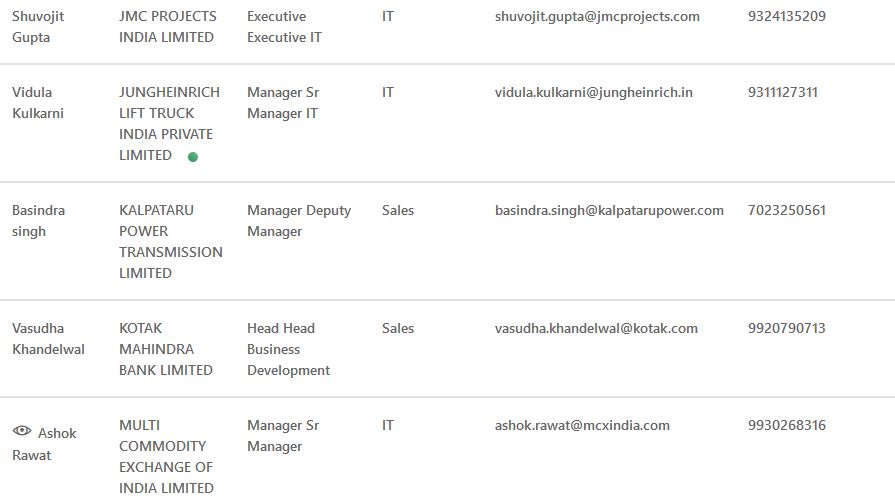 Shuvojit Gupta JMC PROJECTS INDIA LIMITED Executive Executive IT IT shuvojit.gupta@jmcprojects.com 9324135209
Vidula Kulkarni JUNGHEINRICH LIFT TRUCK INDIA PRIVATE LIMITED Manager Sr Manager IT IT vidula.kulkarni@jungheinrich.in 9311127311
Basindra singh KALPATARU POWER TRANSMISSION LIMITED Manager Deputy Manager Sales basindra.singh@kalpatarupower.com 7023250561
Vasudha Khandelwal KOTAK MAHINDRA BANK LIMITED Head Head Business Development Sales vasudha.khandelwal@kotak.com 9920790713
Ashok Rawat MULTI COMMODITY EXCHANGE OF INDIA LIMITED Manager Sr Manager IT ashok.rawat@mcxindia.com 9930268316